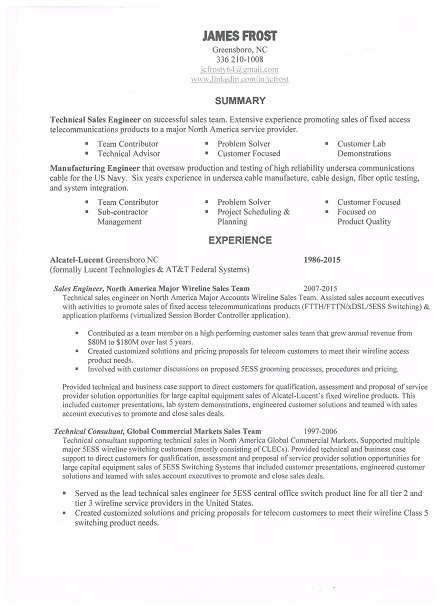 JAMES FROST
Greensboro, NC
336 210-1008
jcfrosty64@gmail.com
www.linkedin.com/in/jcfrost
SUMMARY
Technical Sales Engineer on successful sales team. Extensive experience promoting sales of fixed access
telecommunications products to a major North America service provider.
▪ Team Contributor ▪ Problem Solver ▪ Customer Lab
▪ Technical Advisor ▪ Customer Focused Demonstrations
Manufacturing Engineer that oversaw production and testing of high reliability undersea communications
cable for the US Navy. Six years experience in undersea cable manufacture, cable design, fiber optic testing,
and system integration.
▪ Team Contributor ▪ Problem Solver ▪ Customer Focused
▪ Sub-contractor ▪ Project Scheduling & ▪ Focused on
Management Planning Product Quality
EXPERIENCE
Alcatel-Lucent Greensboro NC 1986-2015
(formally Lucent Technologies & AT&T Federal Systems)
Sales Engineer, North America Major Wireline Sales Team 2007-2015
Technical sales engineer on North America Major Accounts Wireline Sales Team. Assisted sales account executives
with activities to promote sales of fixed access telecommunications products (FTTH/FTTN/xDSL/5ESS Switching) &
application platforms (virtualized Session Border Controller application).
▪ Contributed as a team member on a high performing customer sales team that grew annual revenue from
$80M to $180M over last 5 years.
▪ Created customized solutions and pricing proposals for telecom customers to meet their wireline access
product needs.
▪ Involved with customer discussions on proposed 5ESS grooming processes, procedures and pricing.
Provided technical and business case support to direct customers for qualification, assessment and proposal of service
provider solution opportunities for large capital equipment sales of Alcatel-Lucent's fixed wireline products. This
included customer presentations, lab system demonstrations, engineered customer solutions and teamed with sales
account executives to promote and close sales deals.
Technical Consultant, Global Commercial Markets Sales Team 1997-2006
Technical consultant supporting technical sales in North America Global Commercial Markets. Supported multiple
major 5ESS wireline switching customers (mostly consisting of CLECs). Provided technical and business case
support to direct customers for qualification, assessment and proposal of service provider solution opportunities for
large capital equipment sales of 5ESS Switching Systems that included customer presentations, engineered customer
solutions and teamed with sales account executives to promote and close sales deals.
▪ Served as the lead technical sales engineer for 5ESS central office switch product line for all tier 2 and
tier 3 wireline service providers in the United States.
▪ Created customized solutions and pricing proposals for telecom customers to meet their wireline Class 5
switching product needs.